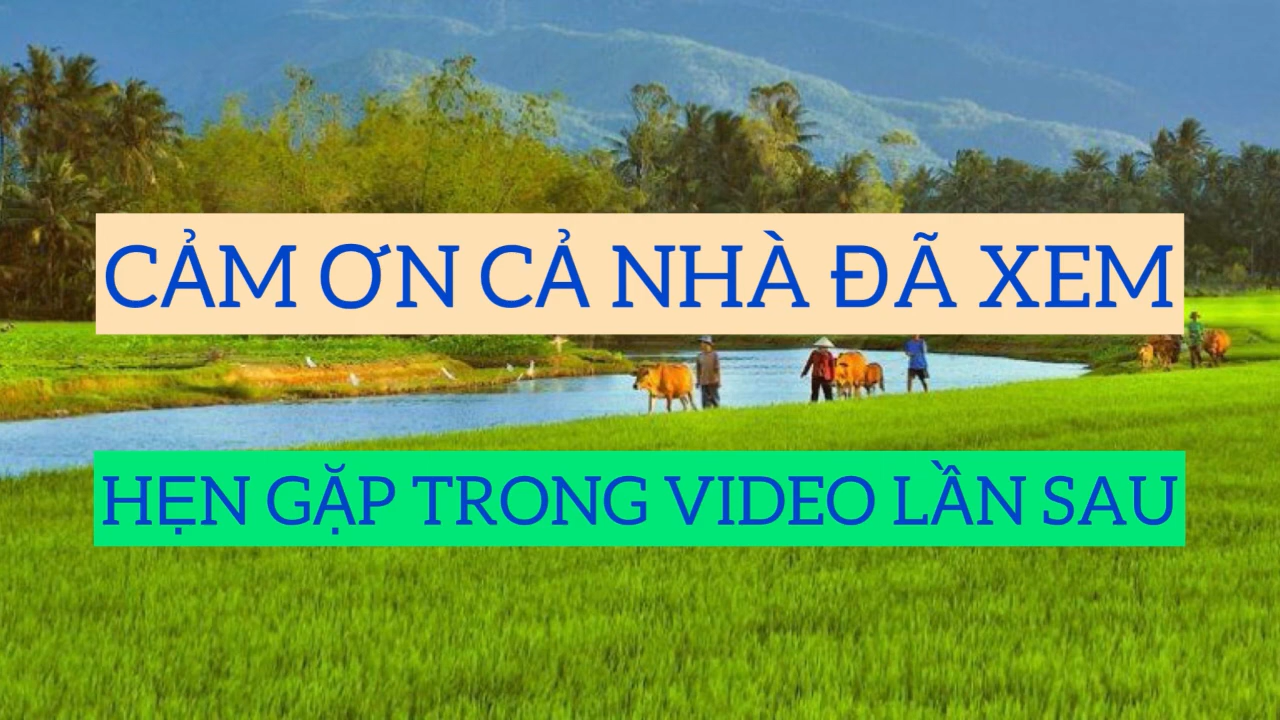 CẢM ƠN CẢ NHÀ ĐÃ XEM
HẸN GẶP TRONG VIDEO LẦN SAU